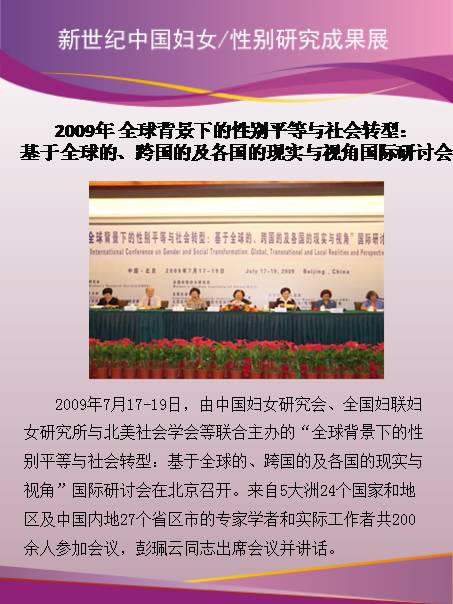 新世纪中国妇女/性别研究成果展
2009年 全球背景下的性别平等与社会转型：
基于全球的、跨国的及各国的现实与视角国际研讨会
全球背景下的性别平等与社会转型：基于全球的、跨国的及各国的现实与视角”国际研讨
International Conference on Gender and Social Transformation: Global, Transnational and Local Realities and Perspectiv
中国·北京 2009年7月17-19日 July 17-19, 2009 Beijing, China
2009年7月17-19日，由中国妇女研究会、全国妇联妇
女研究所与北美社会学会等联合主办的“全球背景下的性
别平等与社会转型：基于全球的、跨国的及各国的现实与
视角”国际研讨会在北京召开。来自5大洲24个国家和地
区及中国内地27个省区市的专家学者和实际工作者共200
余人参加会议，彭珮云同志出席会议并讲话。